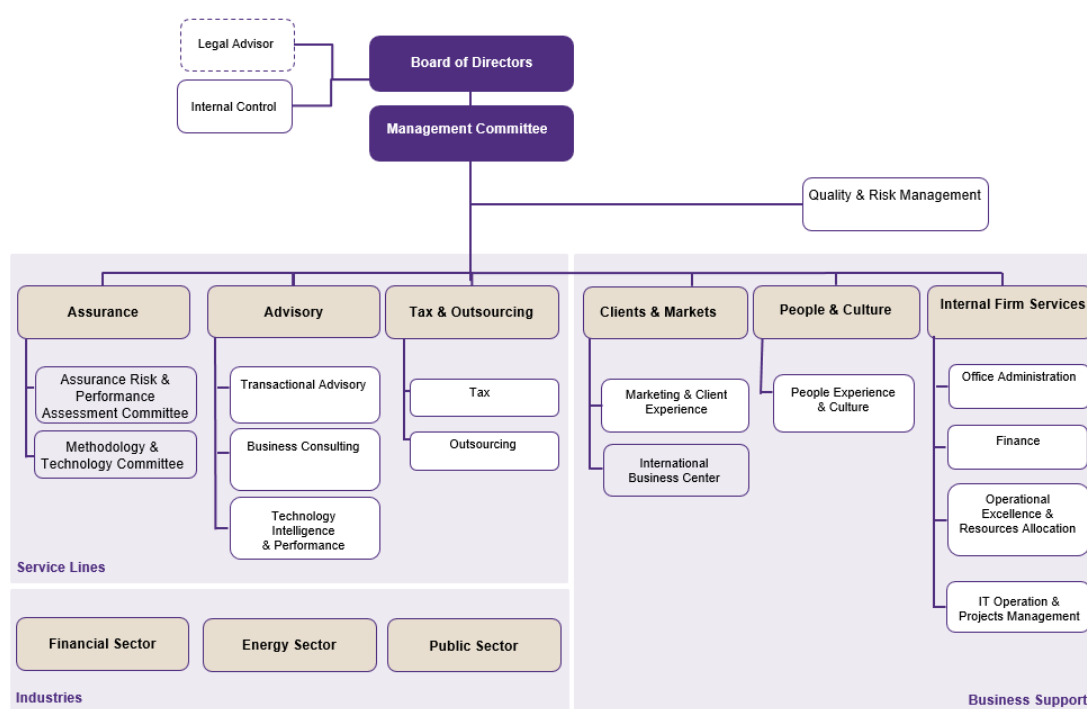 Legal Advisor
Board of Directors
Internal Control
Management Committee
Quality & Risk Management
Assurance
Advisory
Tax & Outsourcing
Clients & Markets
People & Culture
Internal Firm Services
Assurance Risk &
Performance
Assessment Committee
Methodology &
Technology Committee
Transactional Advisory
Business Consulting
Technology
Intelligence
& Performance
Tax
Outsourcing
Marketing & Client
Experience
International
Business Center
People Experience
& Culture
Office Administration
Finance
Operational
Excellence &
Resources Allocation
IT Operation &
Projects Management
Service Lines
Financial Sector
Energy Sector
Public Sector
Industries
Business Support